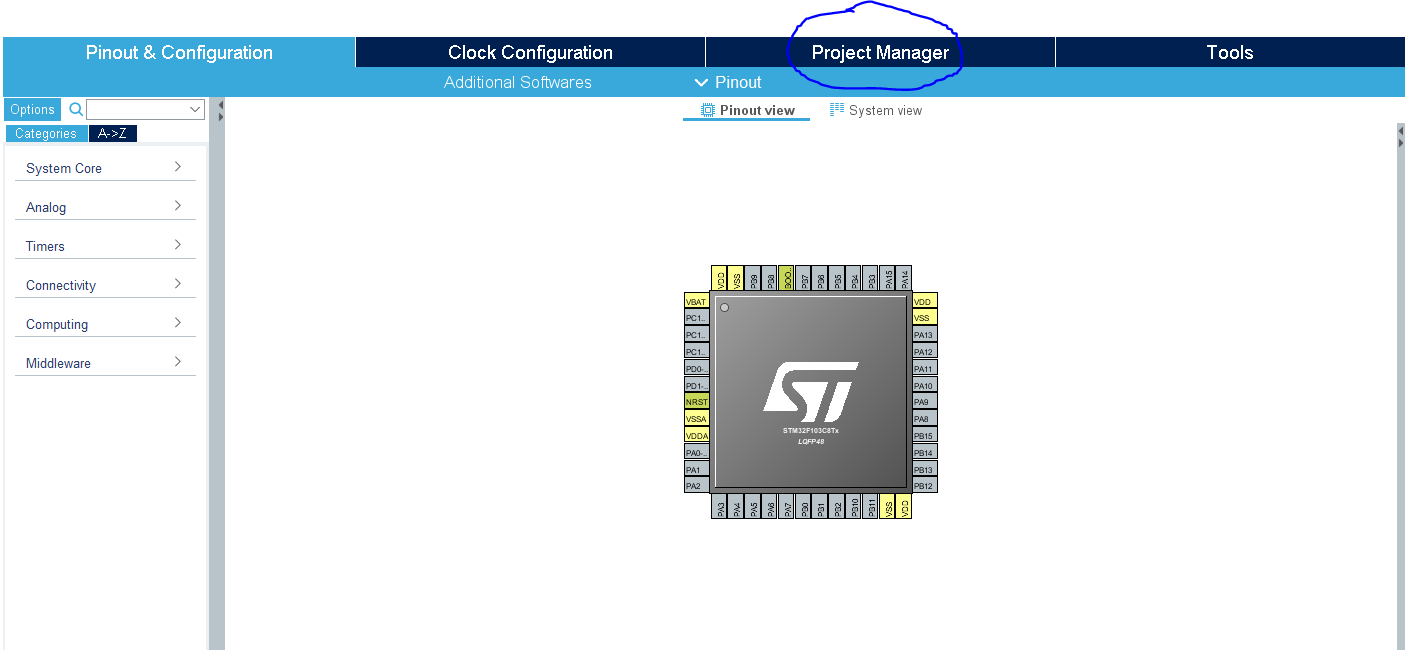 Pinout & Configuration
Clock Configuration
Project Manager
Tools
Additional Softwares
Pinout
Options
Pinout view
System view
Categories
A->Z
System Core
Analog
Timers
Connectivity
Computing
Middleware
VDD
VSS
PB9
PB8
BOO..
PB7
PB6
PB5
PB4
PB3
PA15
PA14
VBAT
PC1..
PC1..
PC1..
PD0-..
PD1-..
NRST
VSSA
VDDA
PA0-..
PA1
PA2
VDD
VSS
PA13
PA12
PA11
PA10
PA9
PA8
PB15
PB14
PB13
PB12
ST
STM32F103C8Tx
LQFP48
PA3
PA4
PA5
PA6
PA7
PB0
PB1
PB2
PB10
PB11
VSS
VDD